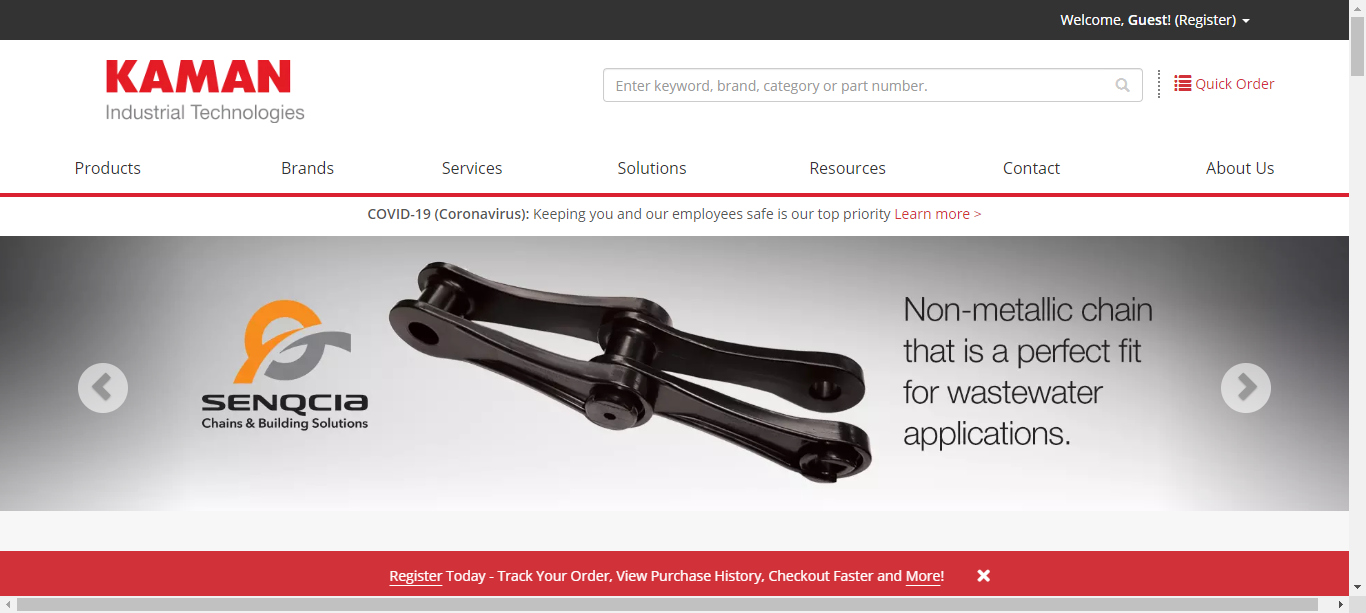 Welcome, Guest! (Register)
KAMAN
Industrial Technologies
Enter keyword, brand, category or part number.
Quick Order
Products Brands Services Solutions Resources Contact About Us
COVID-19 (Coronavirus): Keeping you and our employees safe is our top priority Learn more >
SENQCIA
Chains & Building Solutions
Non-metallic chain
that is a perfect fit
for wastewater
applications.
Register Today - Track Your Order, View Purchase History, Checkout Faster and More!